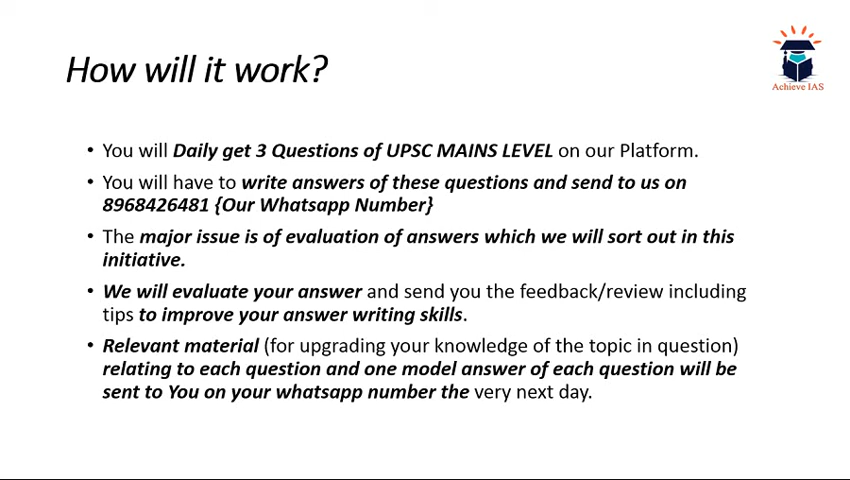 How will it work?
Achieve IAS
• You will Daily get 3 Questions of UPSC MAINS LEVEL on our Platform.
• You will have to write answers of these questions and send to us on
8968426481 {Our Whatsapp Number}
• The major issue is of evaluation of answers which we will sort out in this
initiative.
• We will evaluate your answer and send you the feedback/review including
tips to improve your answer writing skills.
• Relevant material (for upgrading your knowledge of the topic in question)
relating to each question and one model answer of each question will be
sent to You on your whatsapp number the very next day.